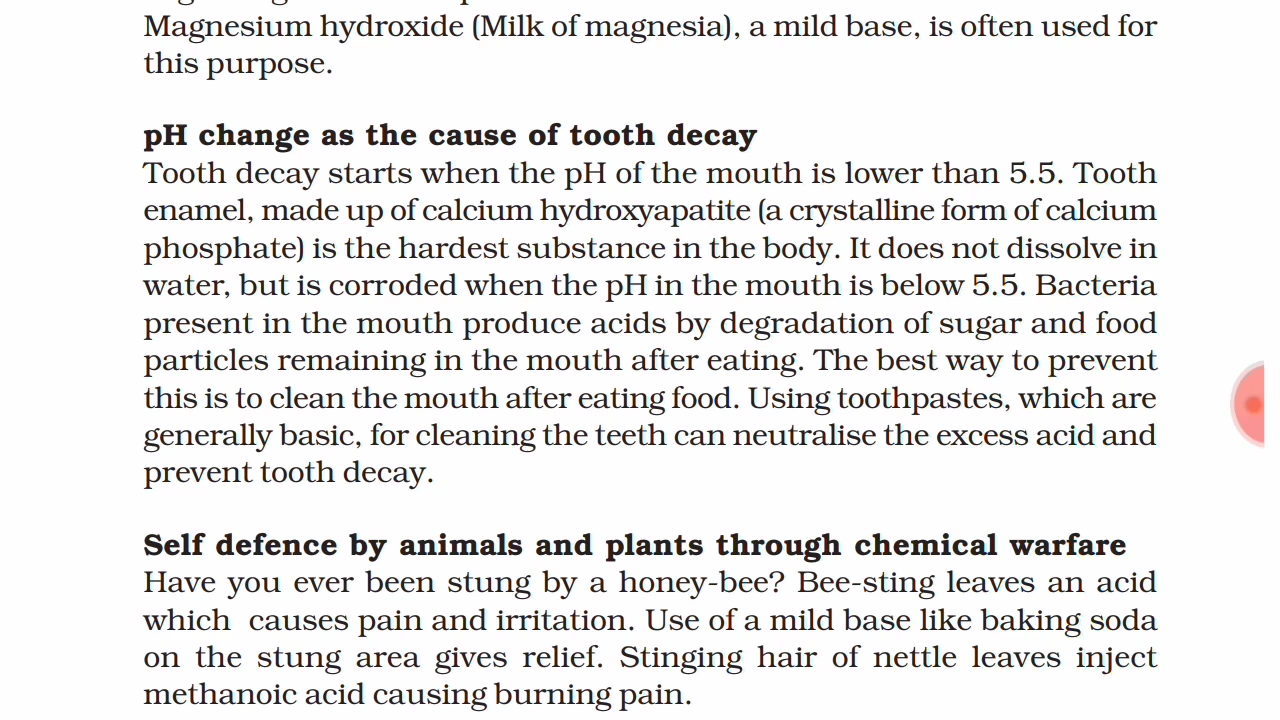 Magnesium hydroxide (Milk of magnesia), a mild base, is often used for
this purpose.
pH change as the cause of tooth decay
Tooth decay starts when the pH of the mouth is lower than 5.5. Tooth
enamel, made up of calcium hydroxyapatite (a crystalline form of calcium
phosphate) is the hardest substance in the body. It does not dissolve in
water, but is corroded when the pH in the mouth is below 5.5. Bacteria
present in the mouth produce acids by degradation of sugar and food
particles remaining in the mouth after eating. The best way to prevent
this is to clean the mouth after eating food. Using toothpastes, which are
generally basic, for cleaning the teeth can neutralise the excess acid and
prevent tooth decay.
Self defence by animals and plants through chemical warfare
Have you ever been stung by a honey-bee? Bee-sting leaves an acid
which causes pain and irritation. Use of a mild base like baking soda
on the stung area gives relief. Stinging hair of nettle leaves inject
methanoic acid causing burning pain.